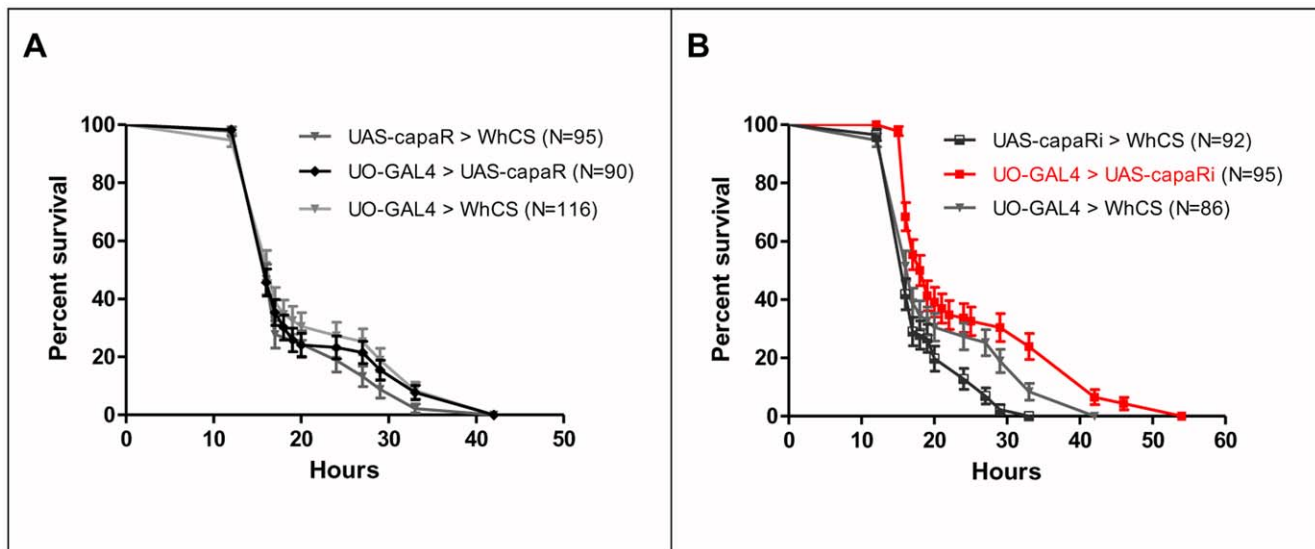 A
UAS-capaR > WhCS (N=95)
UO-GAL4 > UAS-capaR (N=90)
UO-GAL4 > WhCS (N=116)
Percent survival
100
80
60
40
20
0
0 10 20 30 40 50
Hours
B
UAS-capaRi > WhCS (N=92)
UO-GAL4 > UAS-capaRi (N=95)
UO-GAL4 > WhCS (N=86)
Percent survival
100
80
60
40
20
0
0 10 20 30 40 50 60
Hours